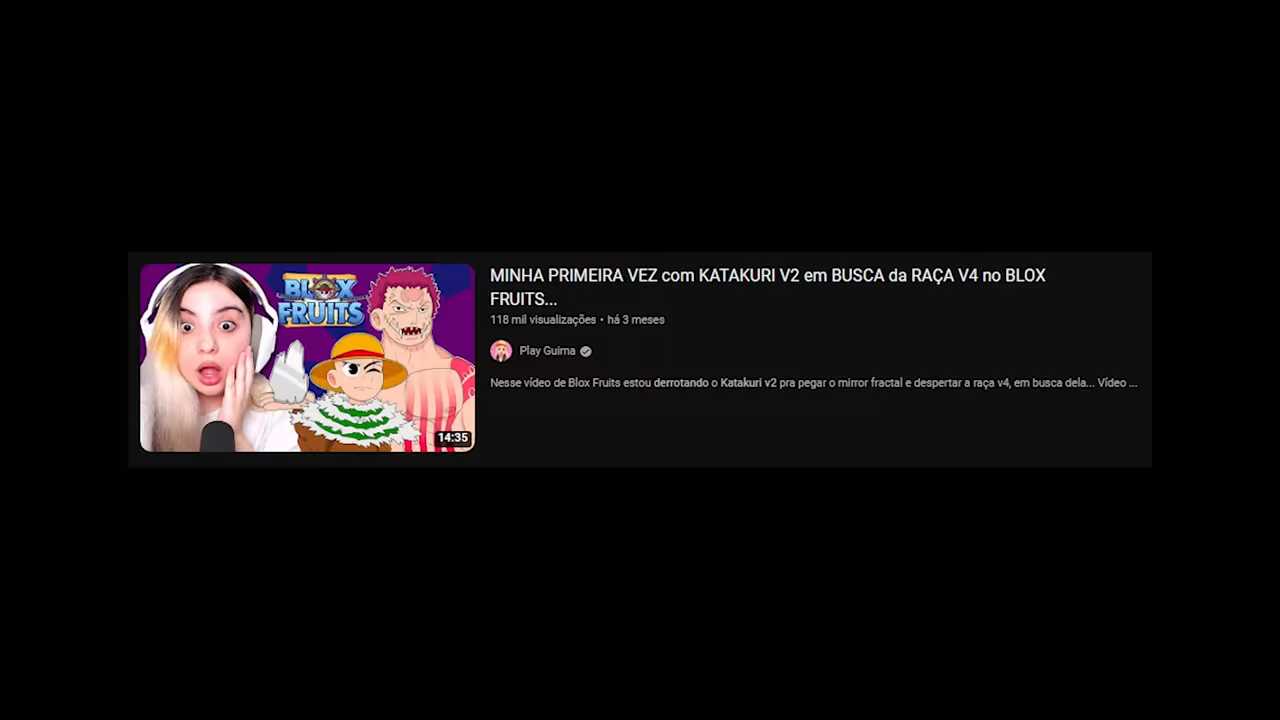 BLOX
FRUITS
14:35
MINHA PRIMEIRA VEZ com KATAKURI V2 em BUSCA da RAÇA V4 no BLOX
FRUITS...
118 mil visualizações • há 3 meses
Play Guima
Nesse vídeo de Blox Fruits estou derrotando o Katakuri v2 pra pegar o mirror fractal e despertar a raça v4, em busca dela... Vídeo ...